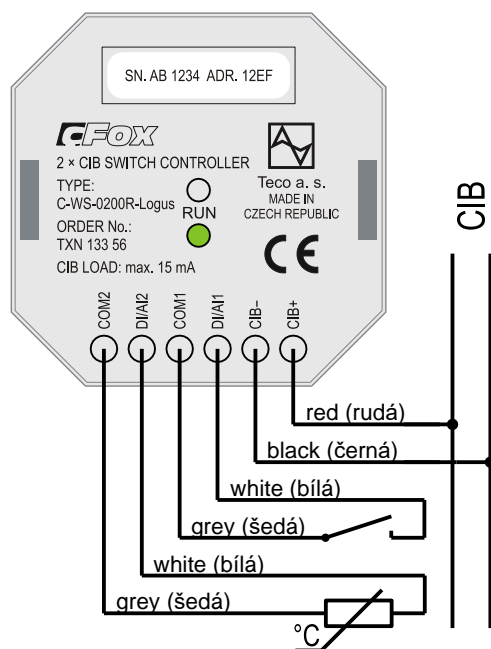 SN. AB 1234 ADR. 12EF
CFOX
2 × CIB SWITCH CONTROLLER
TYPE:
C-WS-0200R-Logus
RUN
ORDER No.:
TXN 133 56
CIB LOAD: max. 15 mA
Teco a. s.
MADE IN
CZECH REPUBLIC
CE
COM2
DI/AI2
COM1
DI/AI1
CIB–
CIB+
CIB
red (rudá)
black (černá)
white (bílá)
grey (šedá)
white (bílá)
grey (šedá)
°C